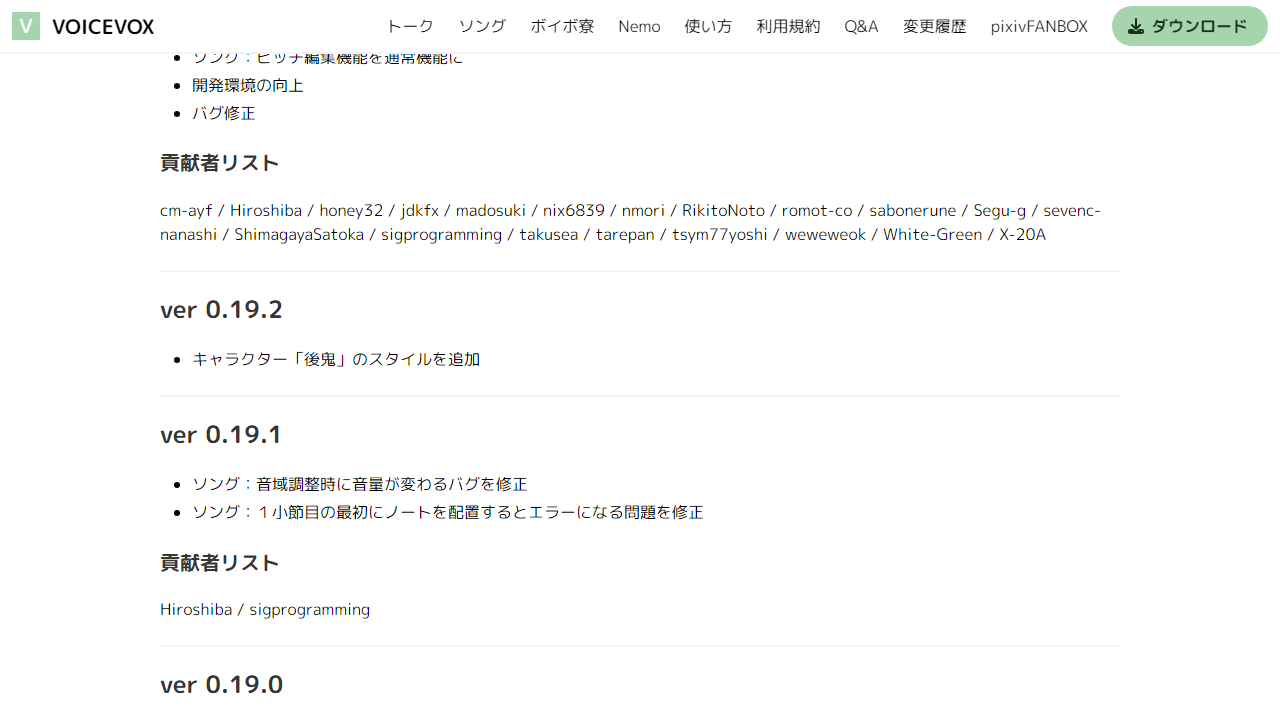 VOICEVOX
トーク ソング ボイボ寮 Nemo 使い方 利用規約 Q&A 変更履歴 pixivFANBOX ダウンロード
ソング：ピッチ編集機能を通常機能に
開発環境の向上
バグ修正
貢献者リスト
cm-ayf / Hiroshiba / honey32 / jdkfx / madosuki / nix6839 / nmori / RikitoNoto / romot-co / sabonerune / Segu-g / sevenc-
nanashi / ShimagayaSatoka / sigprogramming / takusea / tarepan / tsym77yoshi / weweweok / White-Green / X-20A
ver 0.19.2
キャラクター「後鬼」のスタイルを追加
ver 0.19.1
ソング：音域調整時に音量が変わるバグを修正
ソング：１小節目の最初にノートを配置するとエラーになる問題を修正
貢献者リスト
Hiroshiba / sigprogramming
ver 0.19.0